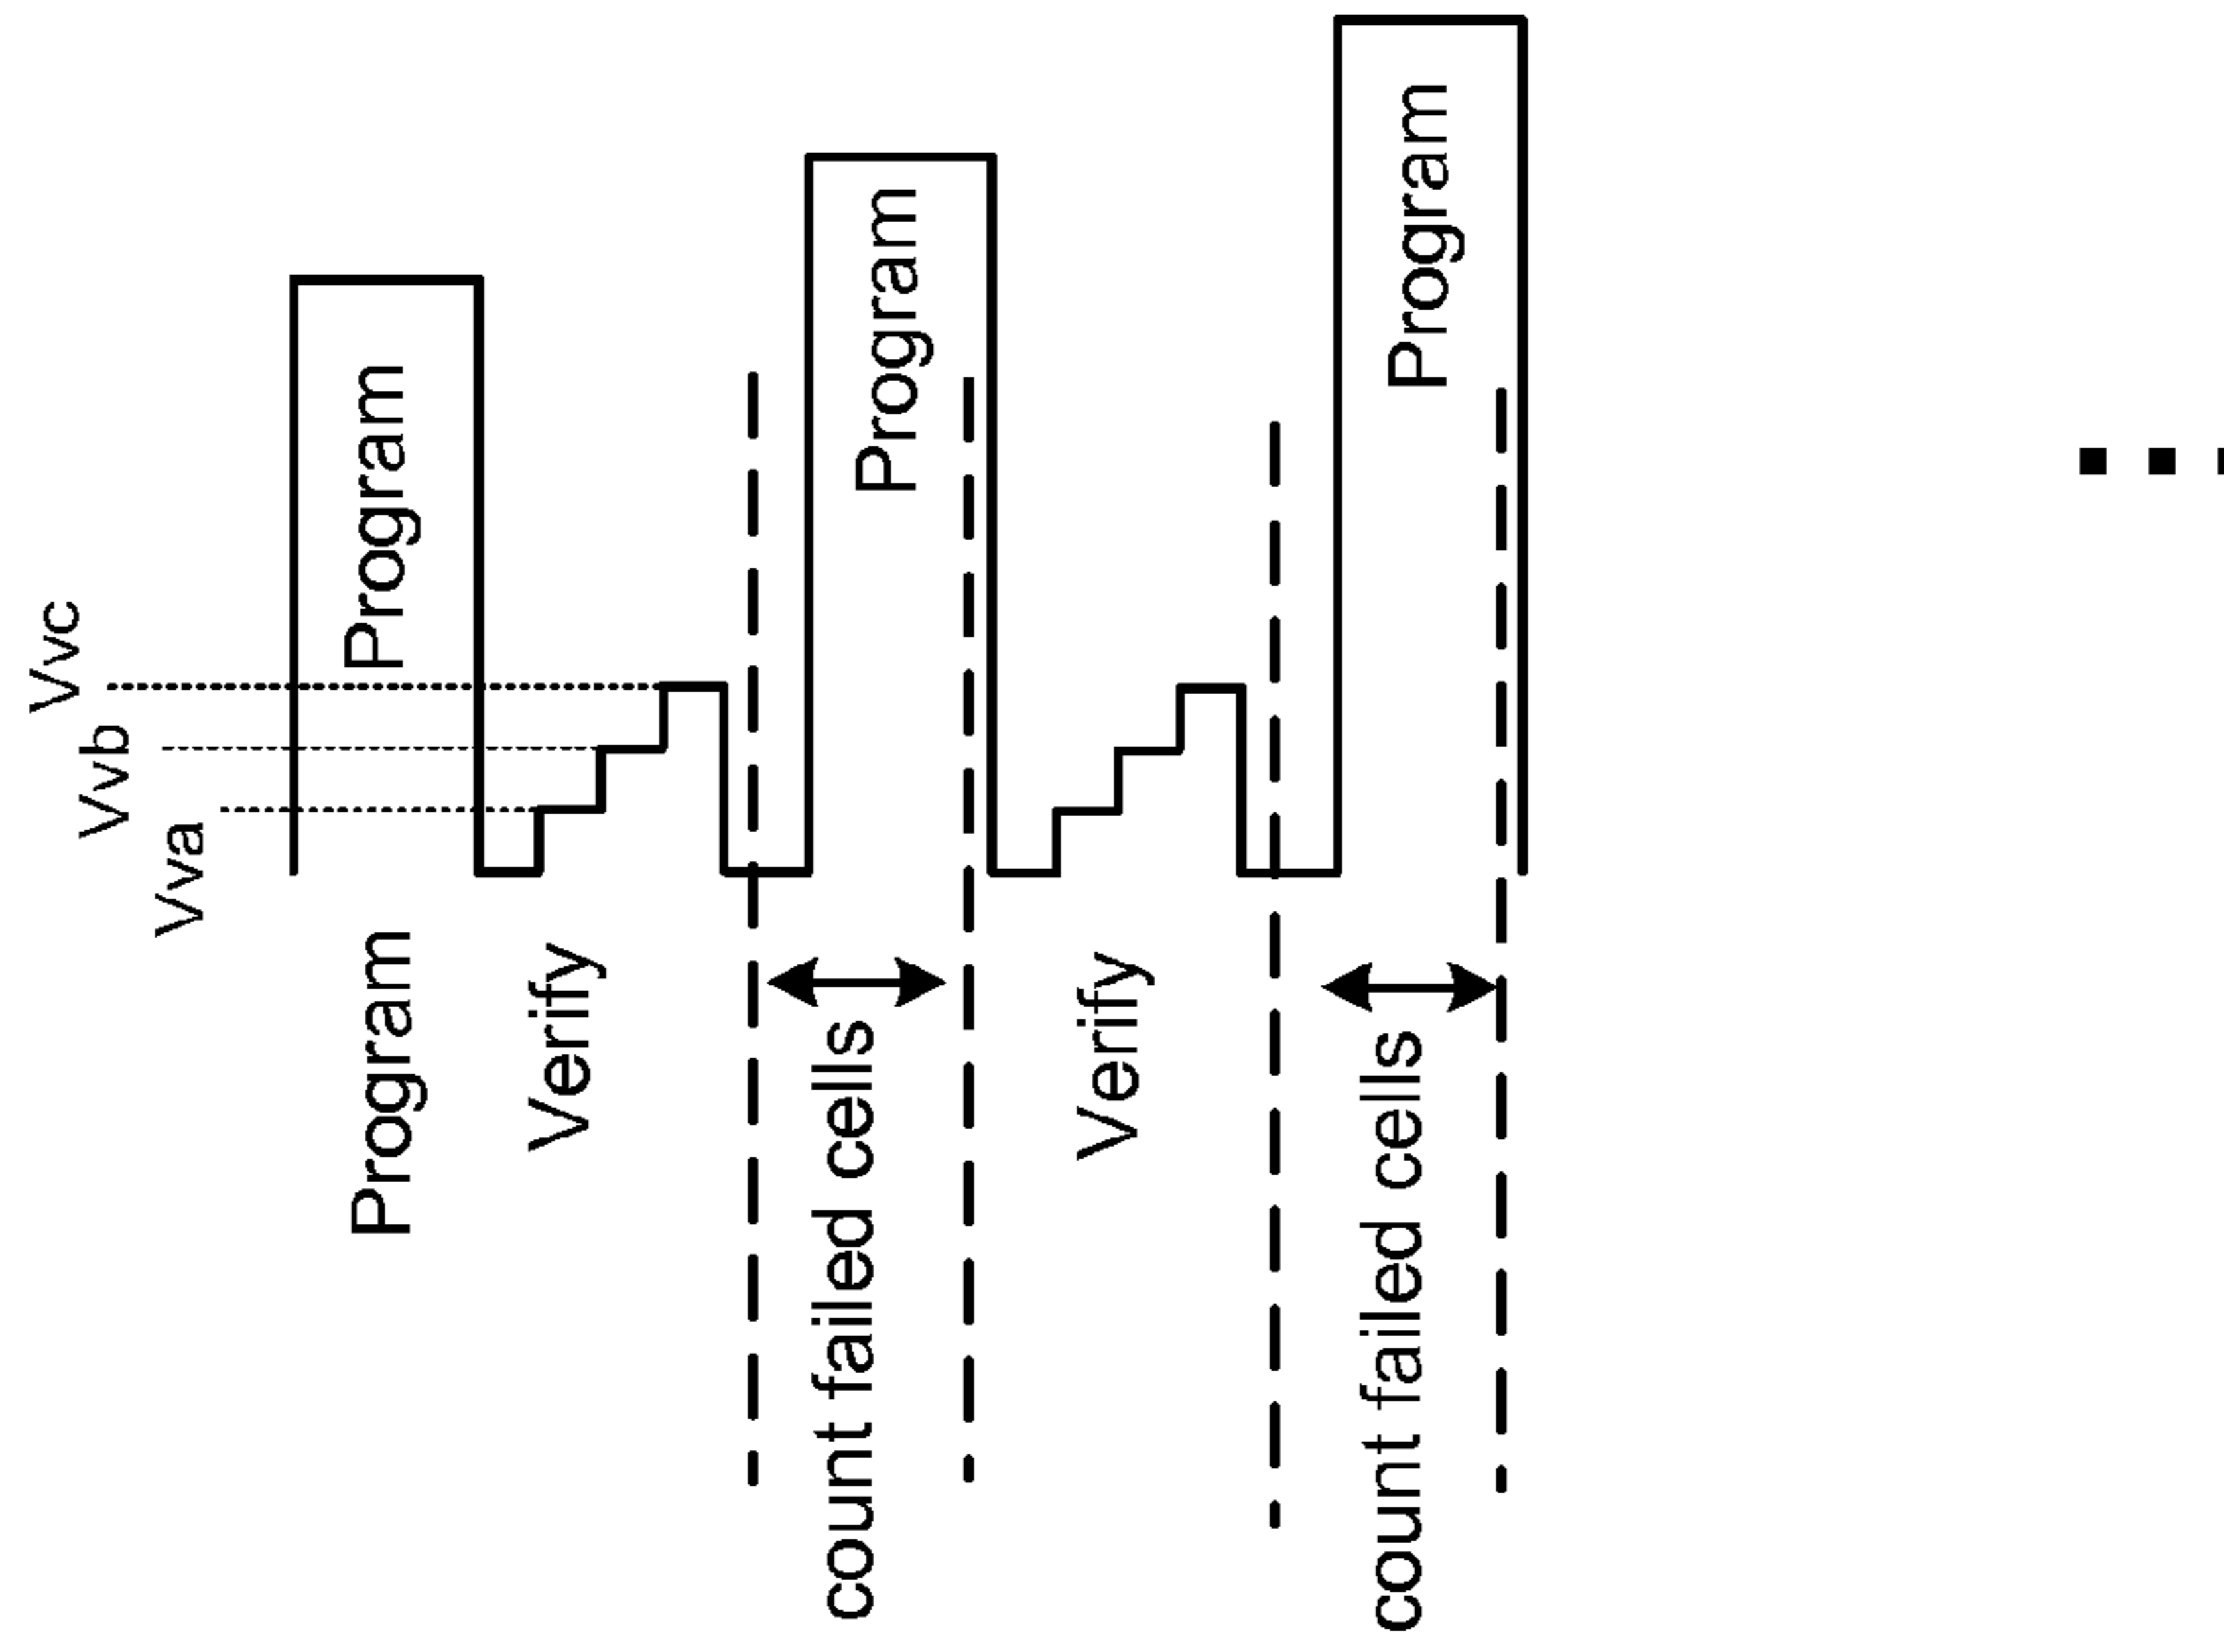 Vvc
Vvb
Vva
Program
Program
Program
Program
Verify
count failed cells
Verify
count failed cells